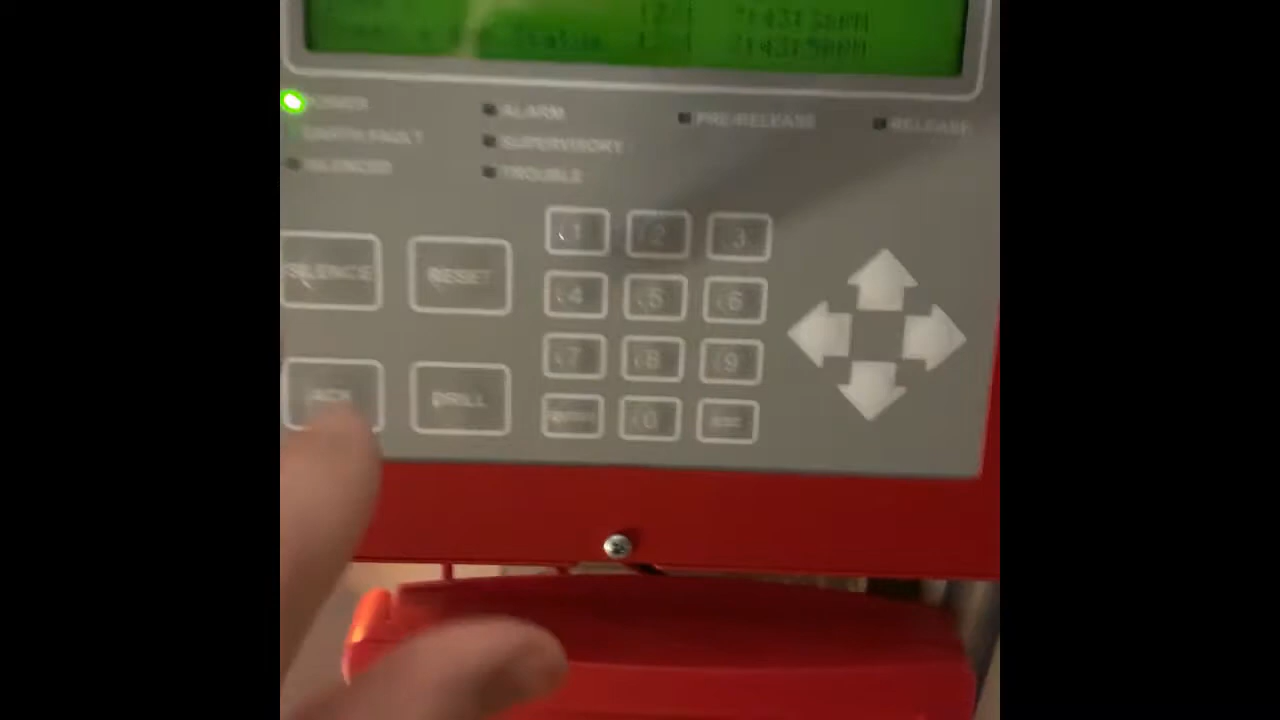 Status
POWER
ALARM
PRE-RELEASE
RELEASE
EARTH FAULT
SUPERVISORY
SILENCED
TROUBLE
SILENCE
RESET
1
2
3
4
5
6
7
8
9
ACK
DRILL
0
ESC